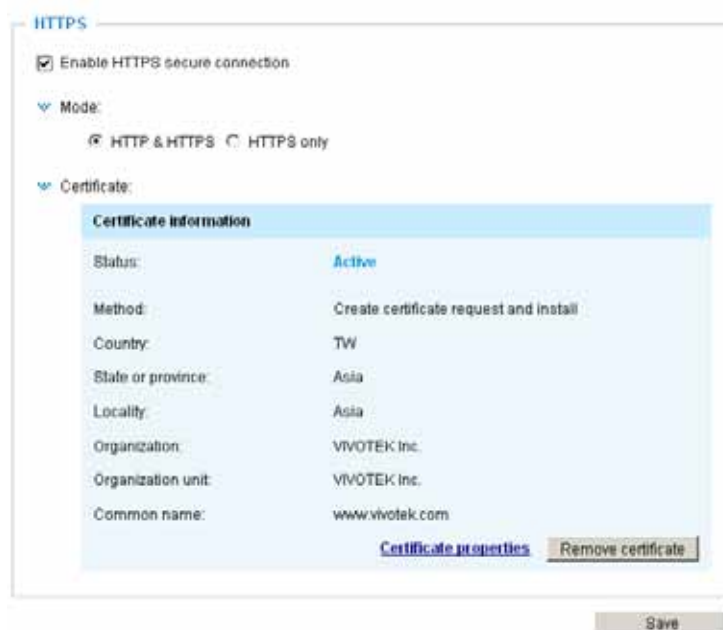 HTTPS
Enable HTTPS secure connection
Mode:
HTTP & HTTPS HTTPS only
Certificate:
Certificate information
Status: Active
Method: Create certificate request and install
Country: TW
State or province: Asia
Locality: Asia
Organization: VIVOTEK Inc.
Organization unit: VIVOTEK Inc.
Common name: www.vivotek.com
Certificate properties Remove certificate
Save